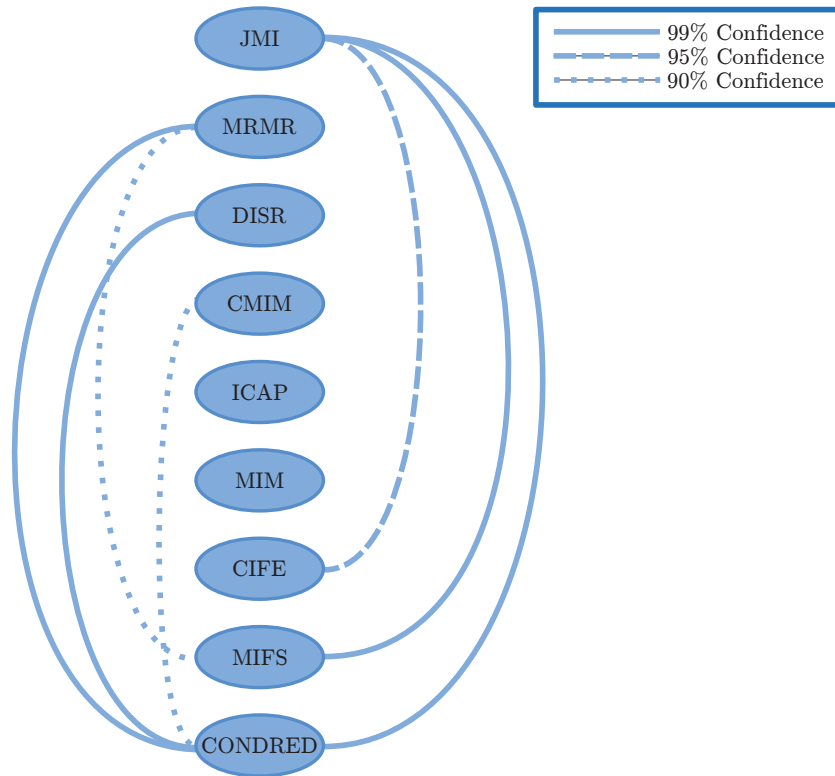 JMI
MRMR
DISR
CMIM
ICAP
MIM
CIFE
MIFS
CONDRED
99% Confidence
95% Confidence
90% Confidence